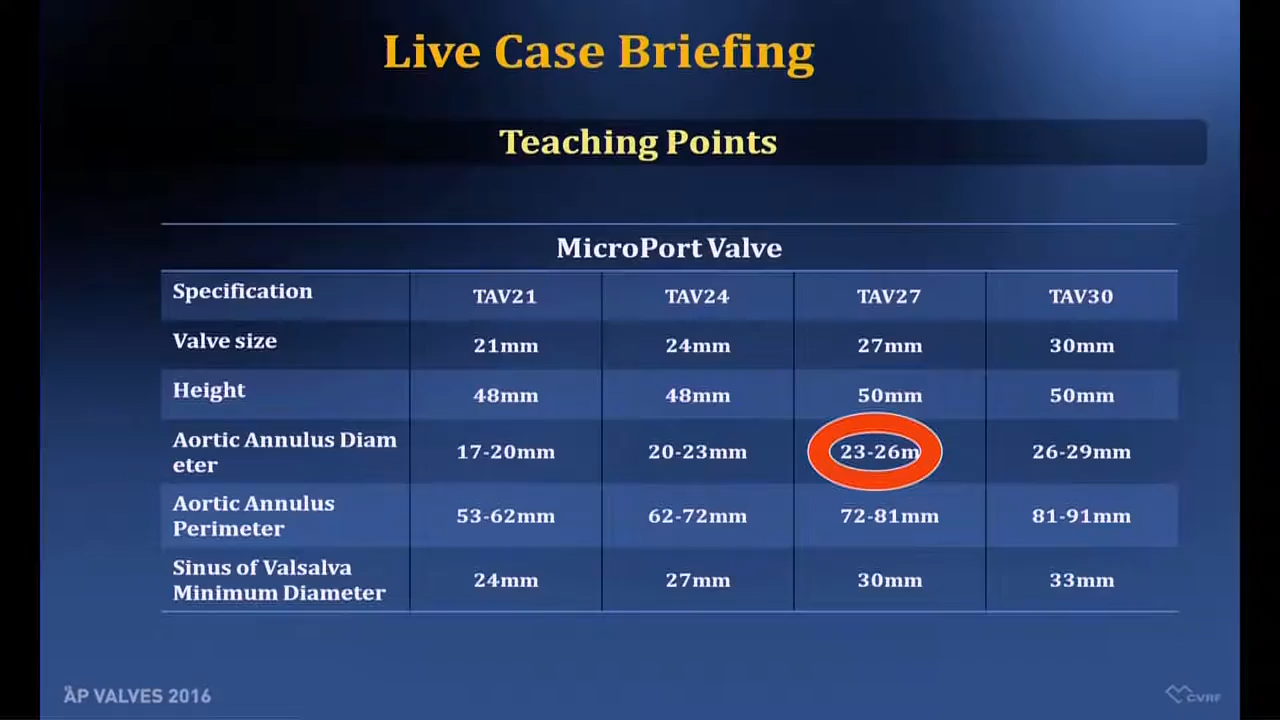 Live Case Briefing
Teaching Points
MicroPort Valve
Specification TAV21 TAV24 TAV27 TAV30
Valve size 21mm 24mm 27mm 30mm
Height 48mm 48mm 50mm 50mm
Aortic Annulus Diam
eter 17-20mm 20-23mm 23-26m 26-29mm
Aortic Annulus
Perimeter 53-62mm 62-72mm 72-81mm 81-91mm
Sinus of Valsalva
Minimum Diameter 24mm 27mm 30mm 33mm
AP VALVES 2016
CVRF